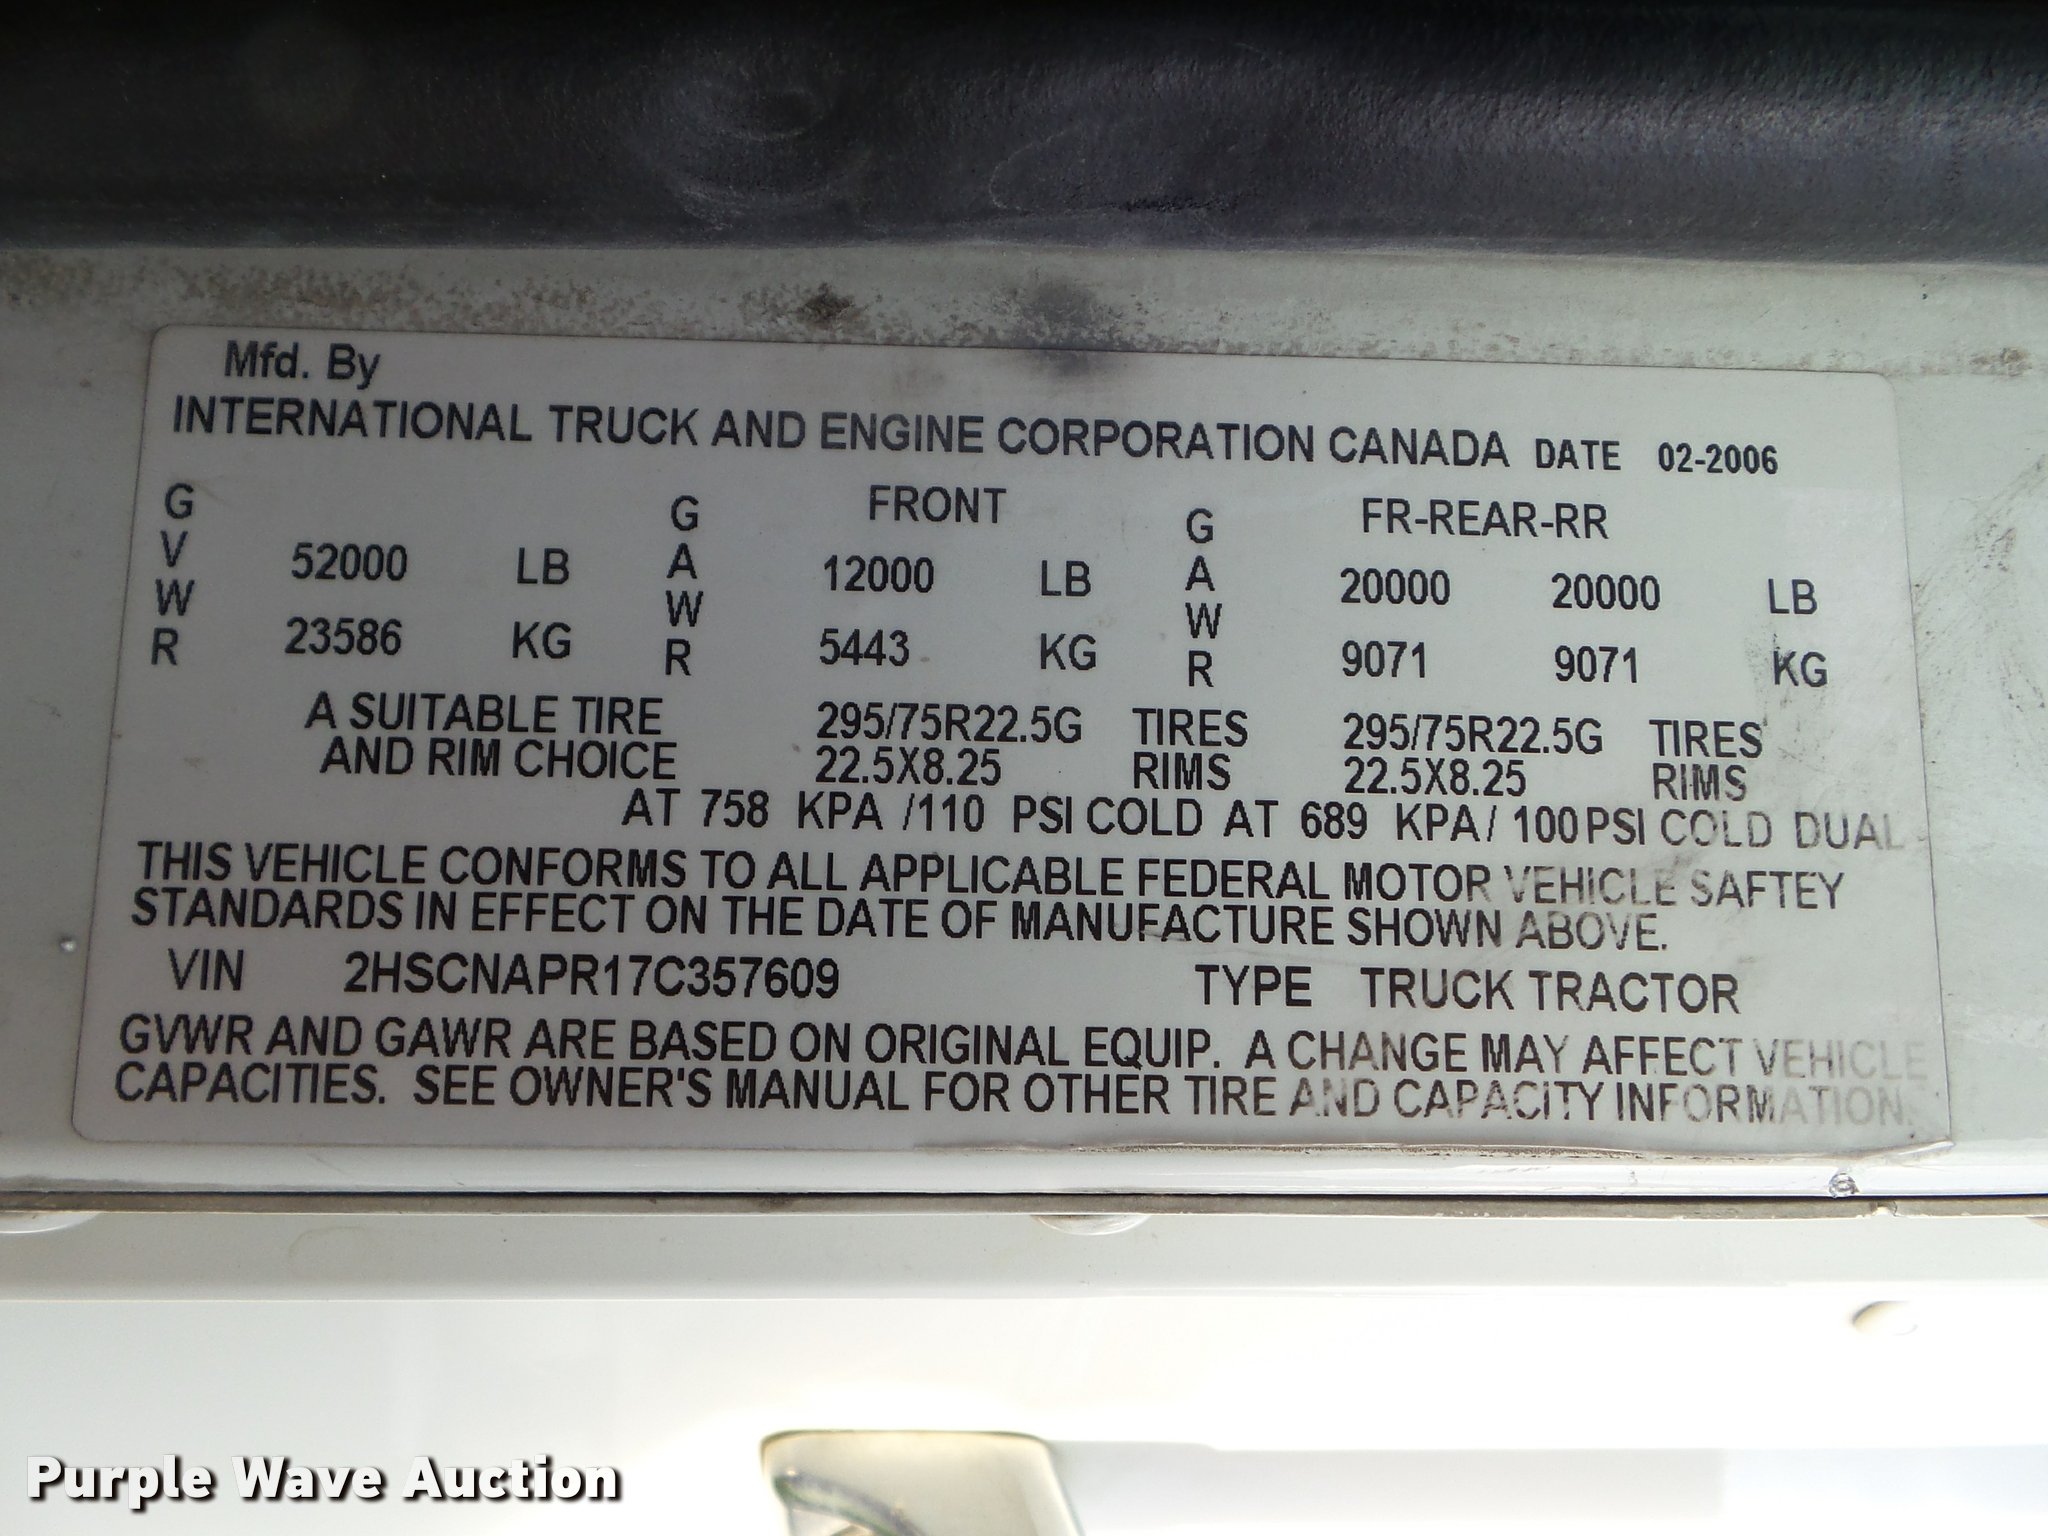 Mfd. By
INTERNATIONAL TRUCK AND ENGINE CORPORATION CANADA DATE 02-2006
GVWR 52000 LB GAWR FRONT 12000 LB GAWR FR-REAR-RR 20000 20000 LB
23586 KG 5443 KG 9071 9071 KG
A SUITABLE TIRE 295/75R22.5G TIRES 295/75R22.5G TIRES
AND RIM CHOICE 22.5X8.25 RIMS 22.5X8.25 RIMS
AT 758 KPA /110 PSI COLD AT 689 KPA/ 100PSI COLD DUAL
THIS VEHICLE CONFORMS TO ALL APPLICABLE FEDERAL MOTOR VEHICLE SAFTEY
STANDARDS IN EFFECT ON THE DATE OF MANUFACTURE SHOWN ABOVE.
VIN 2HSCNAPR17C357609 TYPE TRUCK TRACTOR
GVWR AND GAWR ARE BASED ON ORIGINAL EQUIP. A CHANGE MAY AFFECT VEHICLE
CAPACITIES. SEE OWNER'S MANUAL FOR OTHER TIRE AND CAPACITY INFORMATION.
Purple Wave Auction